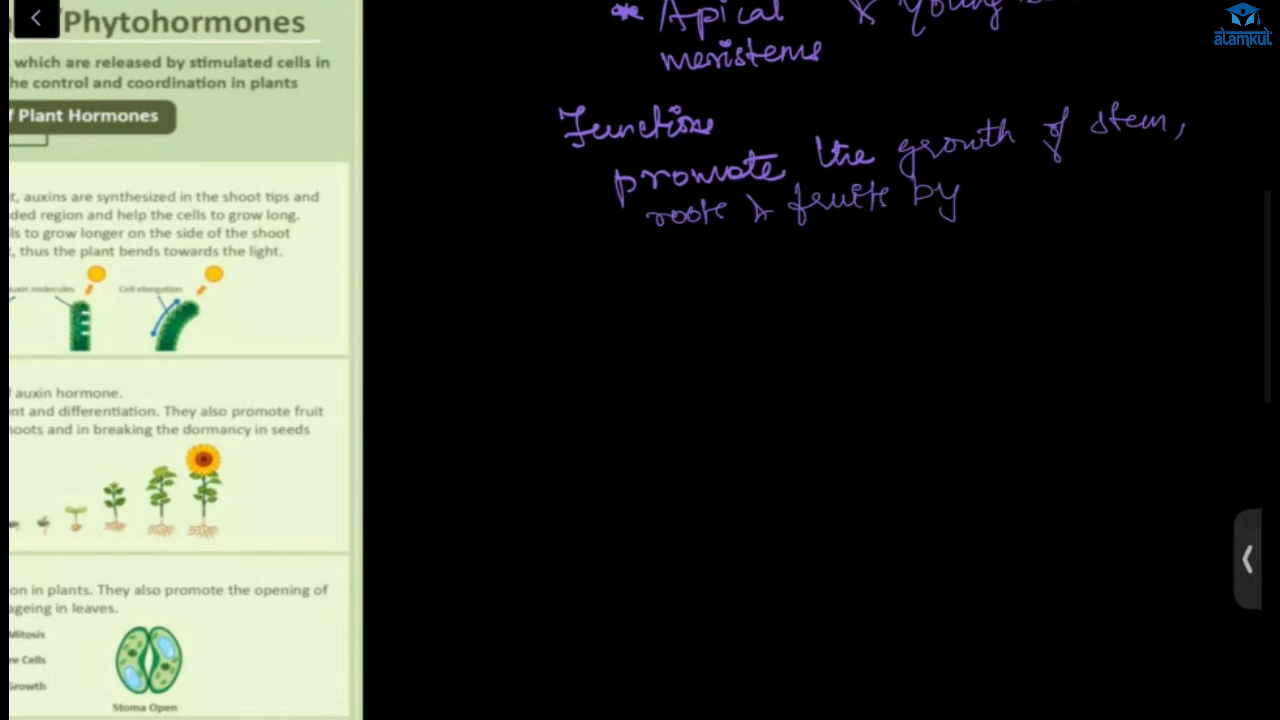 /Phytohormones
which are released by stimulated cells in
he control and coordination in plants
f Plant Hormones
t, auxins are synthesized in the shoot tips and
ded region and help the cells to grow long.
ls to grow longer on the side of the shoot
, thus the plant bends towards the light.
uxin molecules
Cell elongation
f auxin hormone.
nt and differentiation. They also promote fruit
hoots and in breaking the dormancy in seeds
on in plants. They also promote the opening of
ageing in leaves.
Mitosis
re Cells
Growth
Stoma Open
* Apical & Young
meristems
Function
promote the growth of stem,
roots & fruits by
alamkul